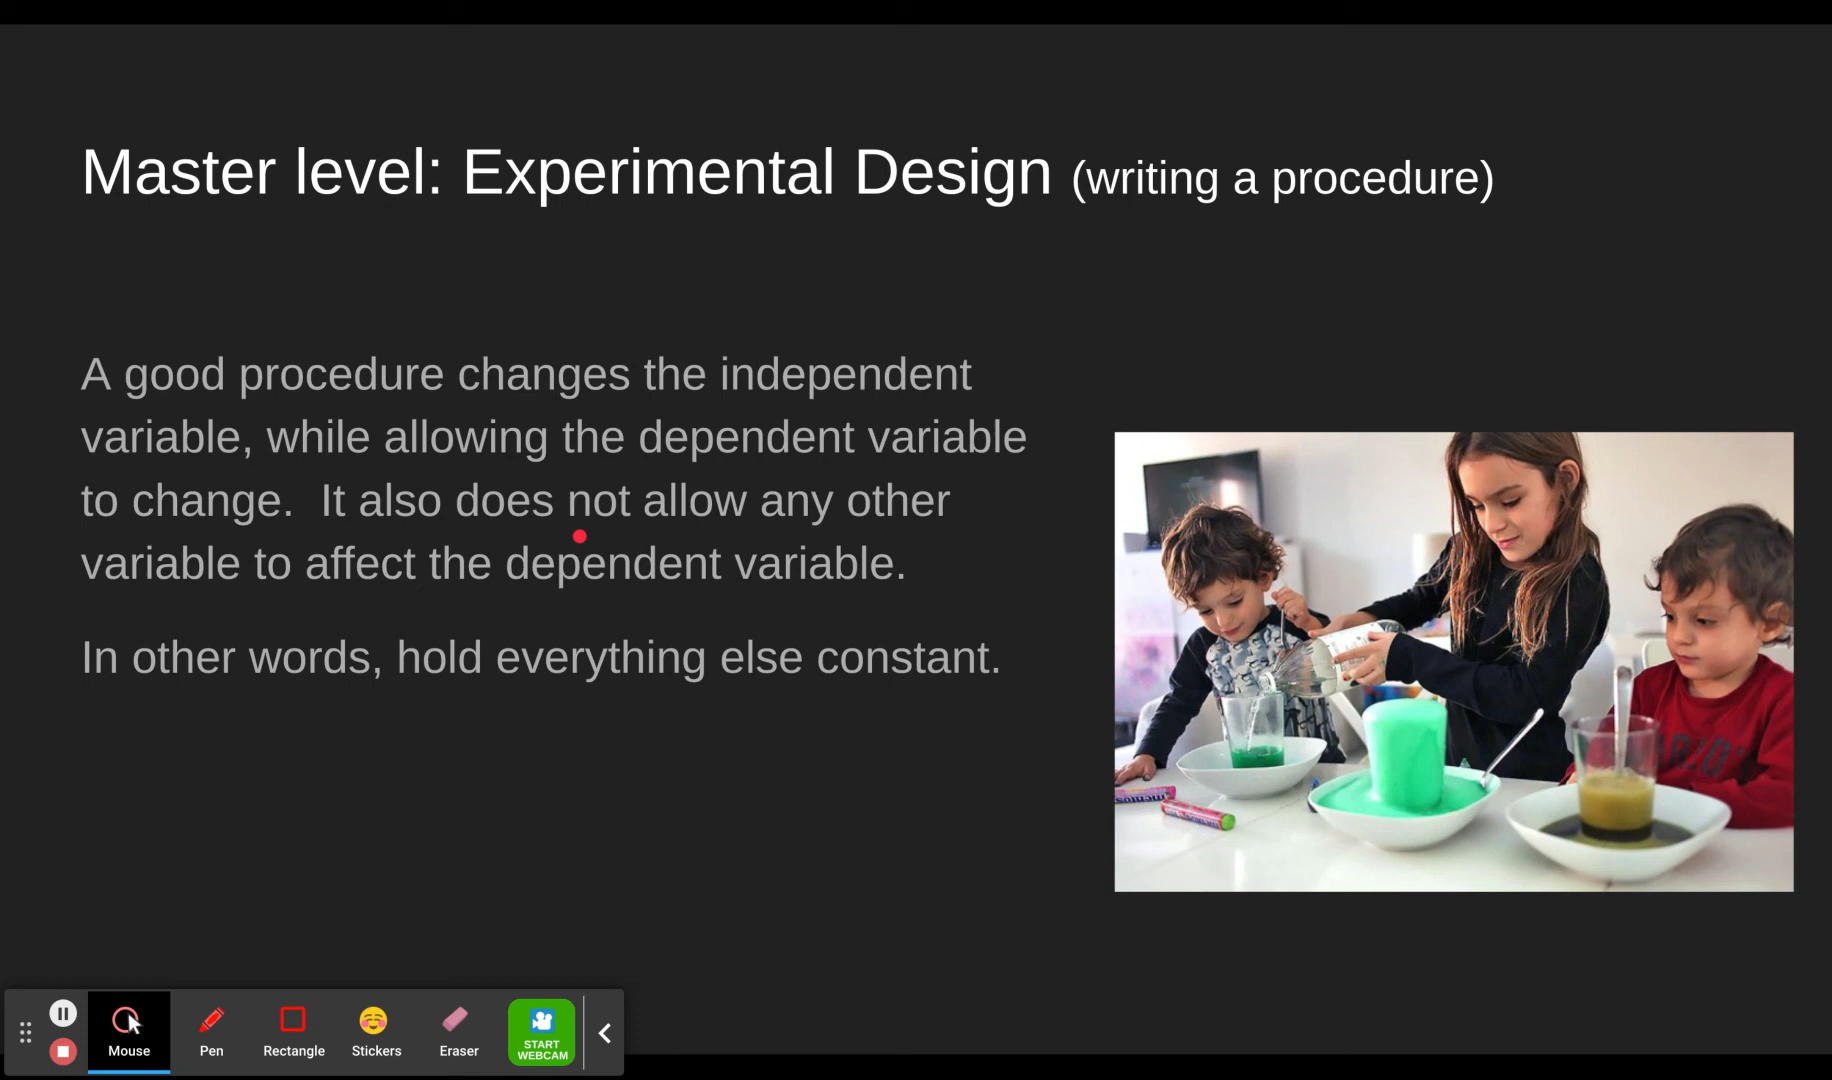 Master level: Experimental Design (writing a procedure)
A good procedure changes the independent
variable, while allowing the dependent variable
to change.  It also does not allow any other
variable to affect the dependent variable.
In other words, hold everything else constant.
mentos
mentos
Mouse
Pen
Rectangle
Stickers
Eraser
START
WEBCAM